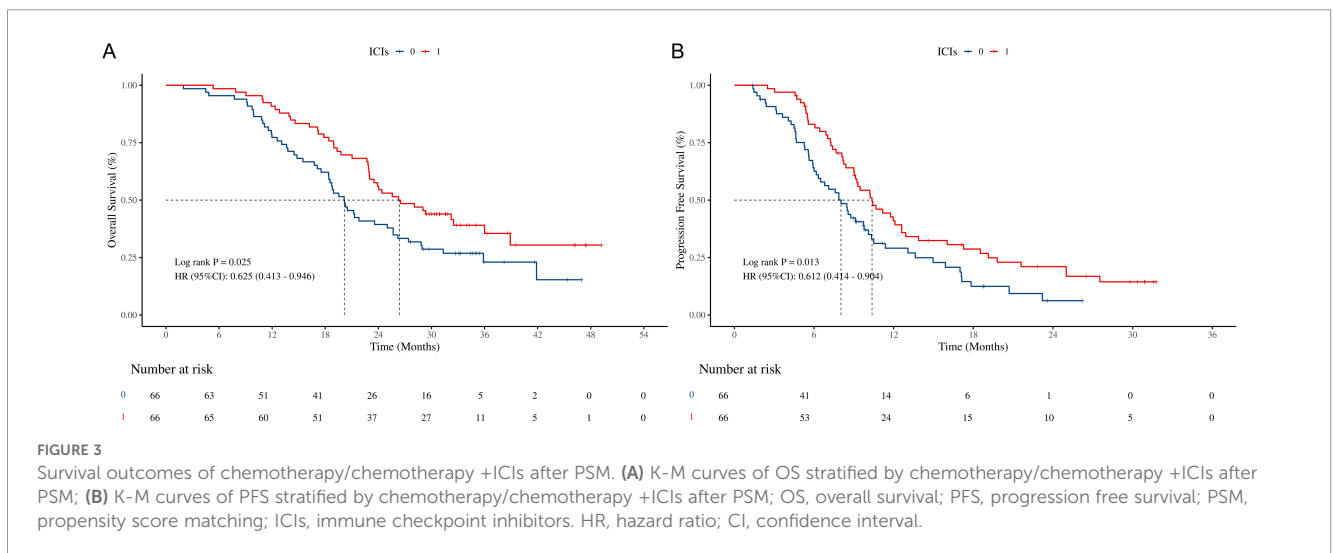 A
ICIs 0 1
Overall Survival (%)
1.00
0.75
0.50
0.25
0.00
Log rank P = 0.025
HR (95%CI): 0.625 (0.413 - 0.946)
0 6 12 18 24 30 36 42 48 54
Time (Months)
Number at risk
0 66 63 51 41 26 16 5 2 0 0
1 66 65 60 51 37 27 11 5 1 0
B
ICIs 0 1
Progression Free Survival (%)
1.00
0.75
0.50
0.25
0.00
Log rank P = 0.013
HR (95%CI): 0.612 (0.414 - 0.904)
0 6 12 18 24 30 36
Time (Months)
Number at risk
0 66 41 14 6 1 0 0
1 66 53 24 15 10 5 0
FIGURE 3
Survival outcomes of chemotherapy/chemotherapy +ICIs after PSM. (A) K-M curves of OS stratified by chemotherapy/chemotherapy +ICIs after
PSM; (B) K-M curves of PFS stratified by chemotherapy/chemotherapy +ICIs after PSM; OS, overall survival; PFS, progression free survival; PSM,
propensity score matching; ICIs, immune checkpoint inhibitors. HR, hazard ratio; CI, confidence interval.